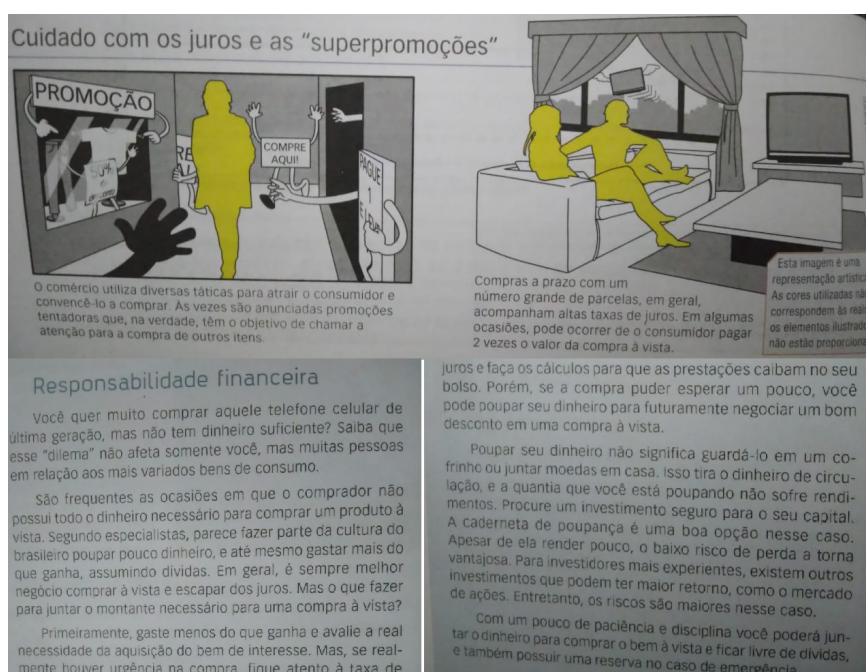 Cuidado com os juros e as "superpromoções"
PROMOÇÃO
50%
RE
COMPRE
AQUI!
PAGUE
1
E
O comércio utiliza diversas táticas para atrair o consumidor e
convencê-lo a comprar. Às vezes são anunciadas promoções
tentadoras que, na verdade, têm o objetivo de chamar a
atenção para a compra de outros itens.
Compras a prazo com um
número grande de parcelas, em geral,
acompanham altas taxas de juros. Em algumas
ocasiões, pode ocorrer de o consumidor pagar
2 vezes o valor da compra à vista.
Esta imagem é uma
representação artística
As cores utilizadas nã
correspondem às reai
os elementos ilustrado
não estão proporciona
Responsabilidade financeira
Você quer muito comprar aquele telefone celular de
última geração, mas não tem dinheiro suficiente? Saiba que
esse "dilema" não afeta somente você, mas muitas pessoas
em relação aos mais variados bens de consumo.
São frequentes as ocasiões em que o comprador não
possui todo o dinheiro necessário para comprar um produto à
vista. Segundo especialistas, parece fazer parte da cultura do
brasileiro poupar pouco dinheiro, e até mesmo gastar mais do
que ganha, assumindo dívidas. Em geral, é sempre melhor
negócio comprar à vista e escapar dos juros. Mas o que fazer
para juntar o montante necessário para uma compra à vista?
Primeiramente, gaste menos do que ganha e avalie a real
necessidade da aquisição do bem de interesse. Mas, se real-
mente houver urgência na compra, fique atento à taxa de
juros e faça os cálculos para que as prestações caibam no seu
bolso. Porém, se a compra puder esperar um pouco, você
pode poupar seu dinheiro para futuramente negociar um bom
desconto em uma compra à vista.
Poupar seu dinheiro não significa guardá-lo em um co-
frinho ou juntar moedas em casa. Isso tira o dinheiro de circu-
lação, e a quantia que você está poupando não sofre rendi-
mentos. Procure um investimento seguro para o seu capital.
A caderneta de poupança é uma boa opção nesse caso.
Apesar de ela render pouco, o baixo risco de perda a torna
vantajosa. Para investidores mais experientes, existem outros
investimentos que podem ter maior retorno, como o mercado
de ações. Entretanto, os riscos são maiores nesse caso.
Com um pouco de paciência e disciplina você poderá jun-
tar o dinheiro para comprar o bem à vista e ficar livre de dívidas,
e também possuir uma reserva no caso de emergência